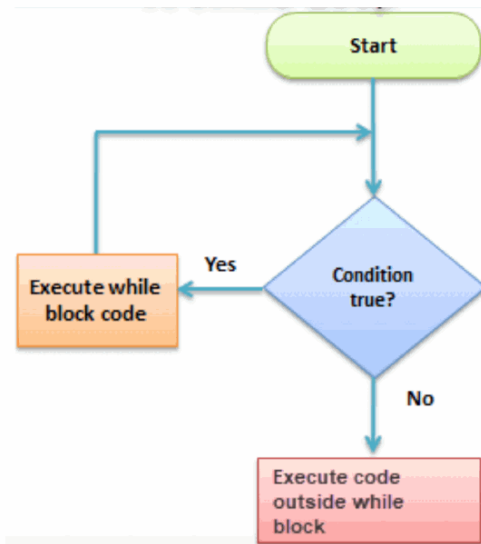 Start
Condition
true?
Yes
Execute while
block code
No
Execute code
outside while
block